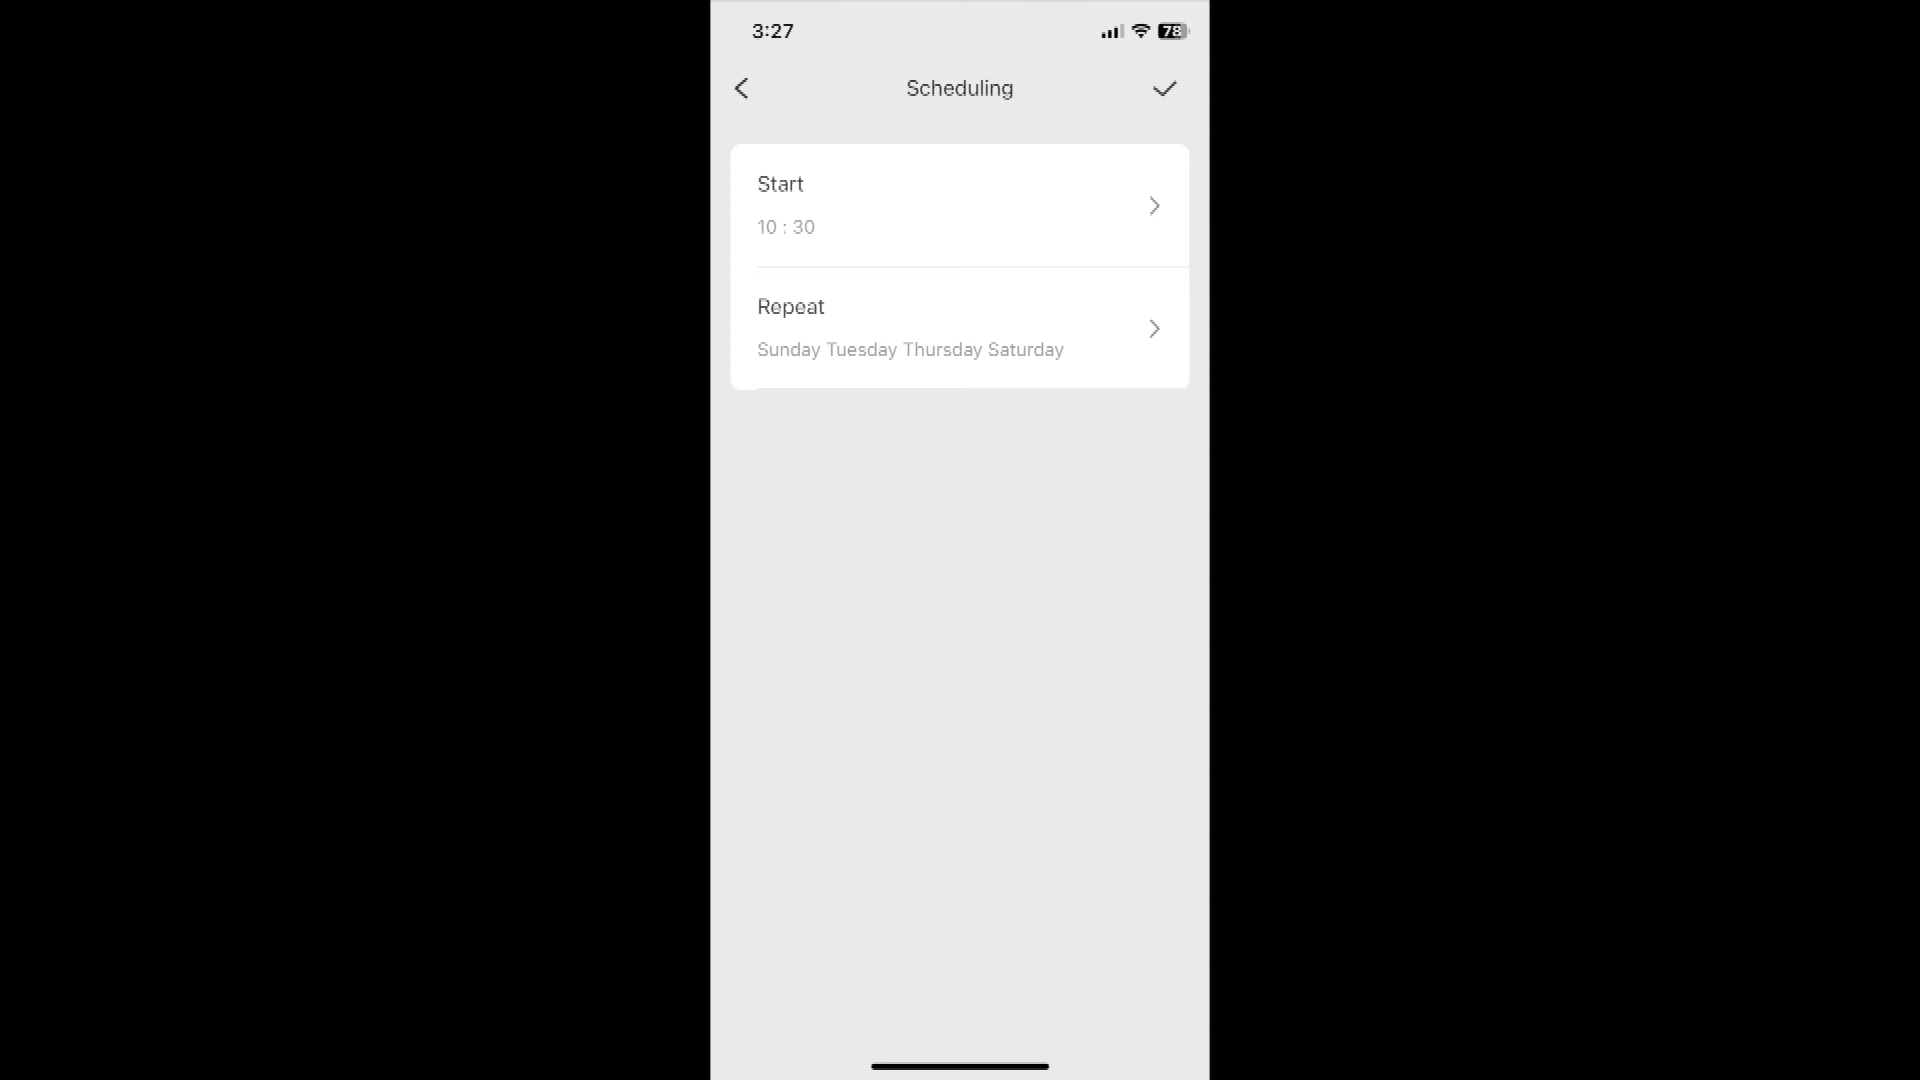 3:27
78
Scheduling
Start
10 : 30
Repeat
Sunday Tuesday Thursday Saturday